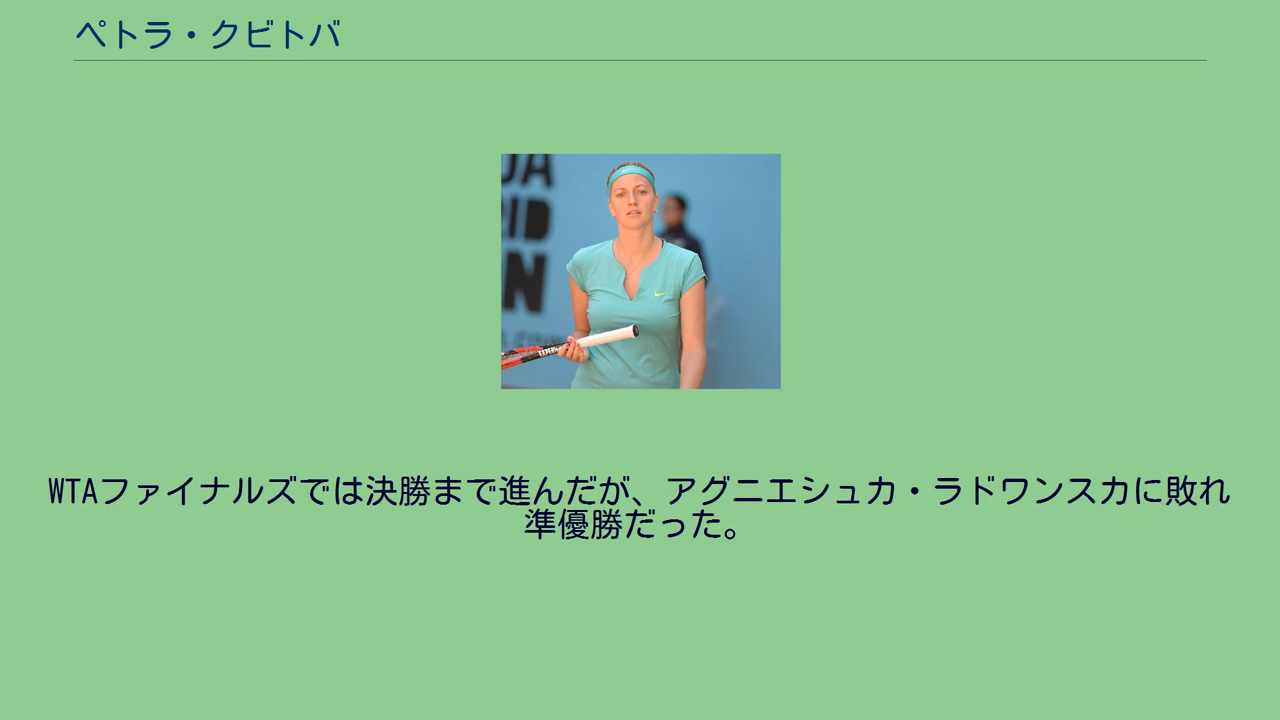 ペトラ・クビトバ
WTAファイナルズでは決勝まで進んだが、アグニエシュカ・ラドワンスカに敗れ
準優勝だった。